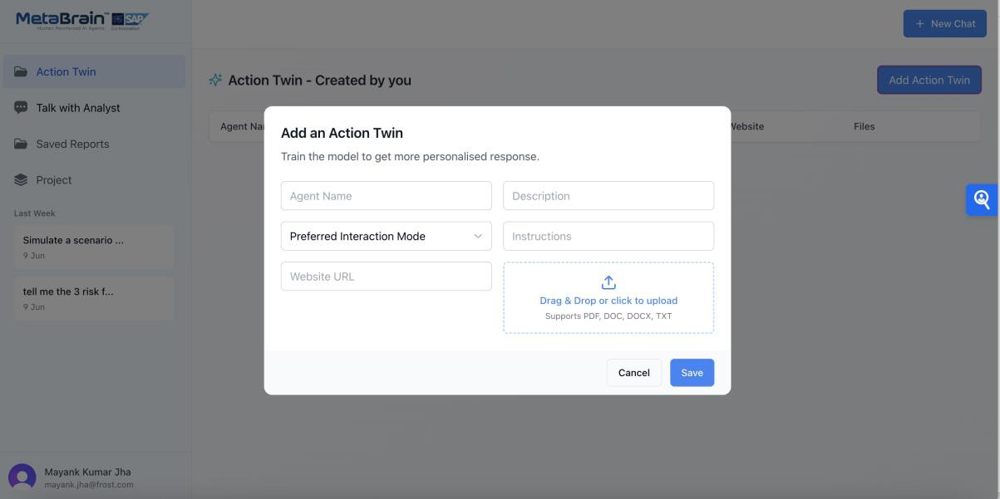 MetaBrain™ SAP
Human Reinforced AI Agents Co-Innovation
+ New Chat
Action Twin
Talk with Analyst
Saved Reports
Project
Last Week
Simulate a scenario ...
9 Jun
tell me the 3 risk f...
9 Jun
Mayank Kumar Jha
mayank.jha@frost.com
Action Twin - Created by you
Add Action Twin
Agent Na
Website
Files
Add an Action Twin
Train the model to get more personalised response.
Agent Name
Description
Preferred Interaction Mode
Instructions
Website URL
Drag & Drop or click to upload
Supports PDF, DOC, DOCX, TXT
Cancel
Save